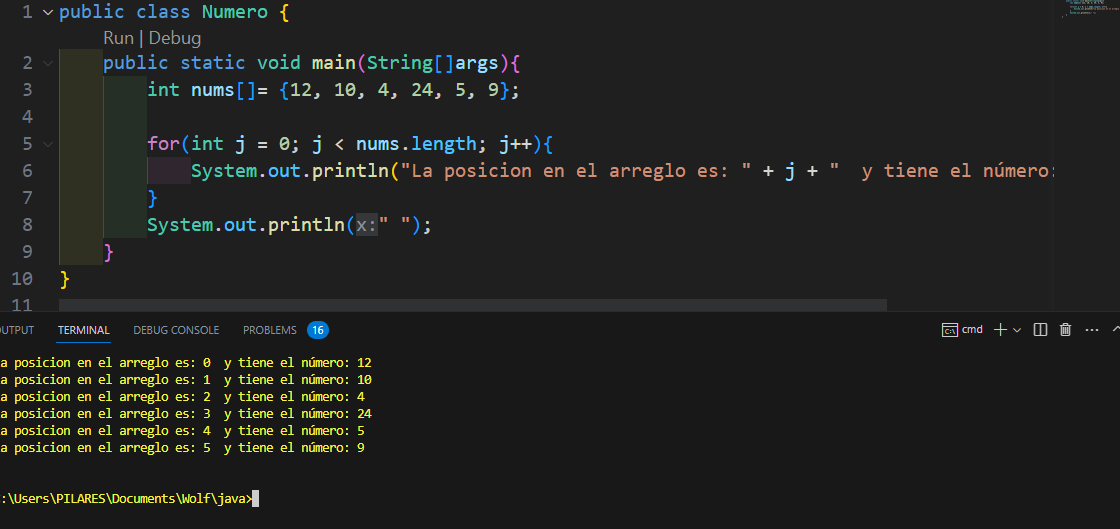 1 public class Numero {
Run | Debug
2 public static void main(String[]args){
3 int nums[]= {12, 10, 4, 24, 5, 9};
4
5 for(int j = 0; j < nums.length; j++){
6 System.out.println("La posicion en el arreglo es: " + j + "  y tiene el número:
7 }
8 System.out.println(x:" ");
9 }
10 }
11
UTPUT TERMINAL DEBUG CONSOLE PROBLEMS 16 cmd
a posicion en el arreglo es: 0  y tiene el número: 12
a posicion en el arreglo es: 1  y tiene el número: 10
a posicion en el arreglo es: 2  y tiene el número: 4
a posicion en el arreglo es: 3  y tiene el número: 24
a posicion en el arreglo es: 4  y tiene el número: 5
a posicion en el arreglo es: 5  y tiene el número: 9
:\Users\PILARES\Documents\Wolf\java>